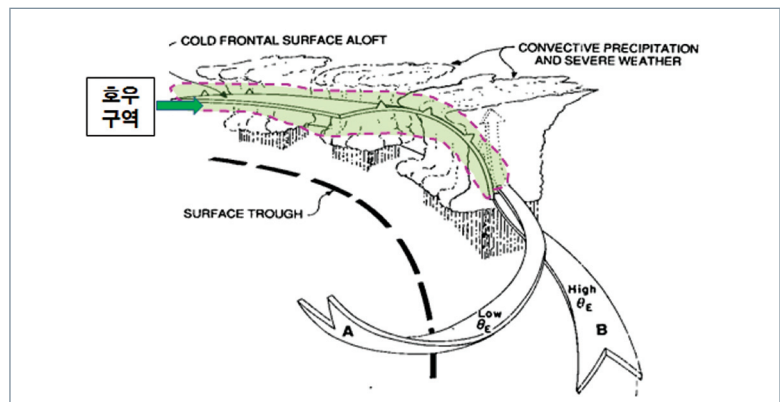 COLD FRONTAL SURFACE ALOFT
CONVECTIVE PRECIPITATION
AND SEVERE WEATHER
호우
구역
SURFACE TROUGH
A
Low
θE
High
θE
B